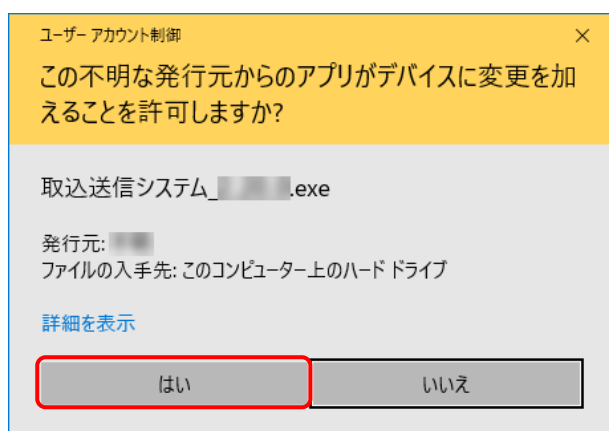 ユーザー アカウント制御
この不明な発行元からのアプリがデバイスに変更を加
えることを許可しますか?
取込送信システム_ .exe
発行元:
ファイルの入手先: このコンピューター上のハード ドライブ
詳細を表示
はい
いいえ